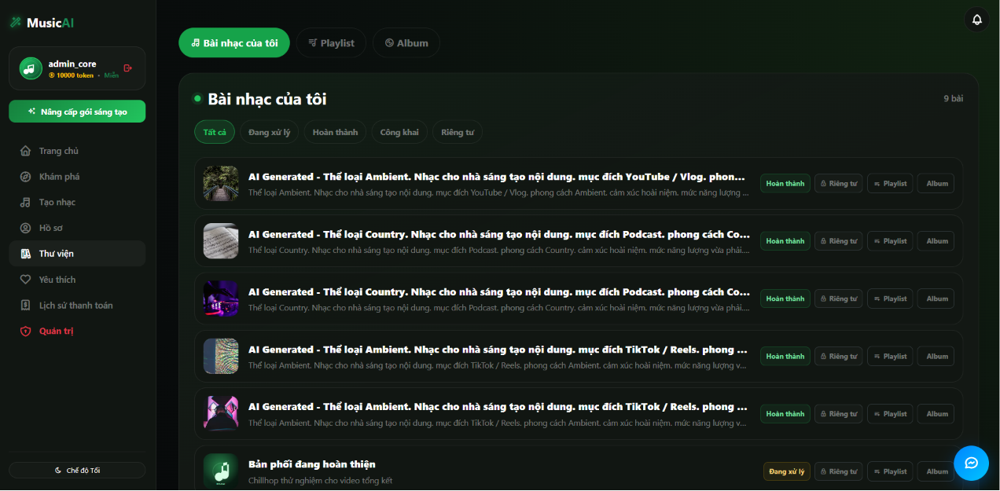 MusicAI
admin_core
10000 token • Miễn
Nâng cấp gói sáng tạo
Trang chủ
Khám phá
Tạo nhạc
Hồ sơ
Thư viện
Yêu thích
Lịch sử thanh toán
Quản trị
Chế độ Tối
Bài nhạc của tôi Playlist Album
Bài nhạc của tôi 9 bài
Tất cả Đang xử lý Hoàn thành Công khai Riêng tư
AI Generated - Thể loại Ambient. Nhạc cho nhà sáng tạo nội dung. mục đích YouTube / Vlog. phon...
Thể loại Ambient. Nhạc cho nhà sáng tạo nội dung. mục đích YouTube / Vlog. phong cách Ambient. cảm xúc hoài niệm. mức năng lượng ...
Hoàn thành Riêng tư Playlist Album
AI Generated - Thể loại Country. Nhạc cho nhà sáng tạo nội dung. mục đích Podcast. phong cách Co...
Thể loại Country. Nhạc cho nhà sáng tạo nội dung. mục đích Podcast. phong cách Country. cảm xúc hoài niệm. mức năng lượng vừa phải....
Hoàn thành Riêng tư Playlist Album
AI Generated - Thể loại Country. Nhạc cho nhà sáng tạo nội dung. mục đích Podcast. phong cách Co...
Thể loại Country. Nhạc cho nhà sáng tạo nội dung. mục đích Podcast. phong cách Country. cảm xúc hoài niệm. mức năng lượng vừa phải....
Hoàn thành Riêng tư Playlist Album
AI Generated - Thể loại Ambient. Nhạc cho nhà sáng tạo nội dung. mục đích TikTok / Reels. phong ...
Thể loại Ambient. Nhạc cho nhà sáng tạo nội dung. mục đích TikTok / Reels. phong cách Ambient. cảm xúc hoài niệm. mức năng lượng v...
Hoàn thành Riêng tư Playlist Album
AI Generated - Thể loại Ambient. Nhạc cho nhà sáng tạo nội dung. mục đích TikTok / Reels. phong ...
Thể loại Ambient. Nhạc cho nhà sáng tạo nội dung. mục đích TikTok / Reels. phong cách Ambient. cảm xúc hoài niệm. mức năng lượng v...
Hoàn thành Riêng tư Playlist Album
Bản phối đang hoàn thiện
Chillhop thử nghiệm cho video tổng kết
Đang xử lý Riêng tư Playlist Album